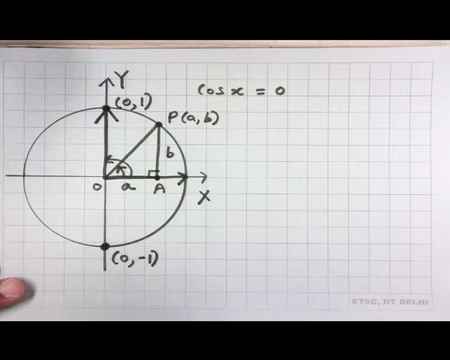 Y
(0,1)
cos x = 0
P(a,b)
b
O
a
A
X
(0,-1)
ETSC, IIT DELHI